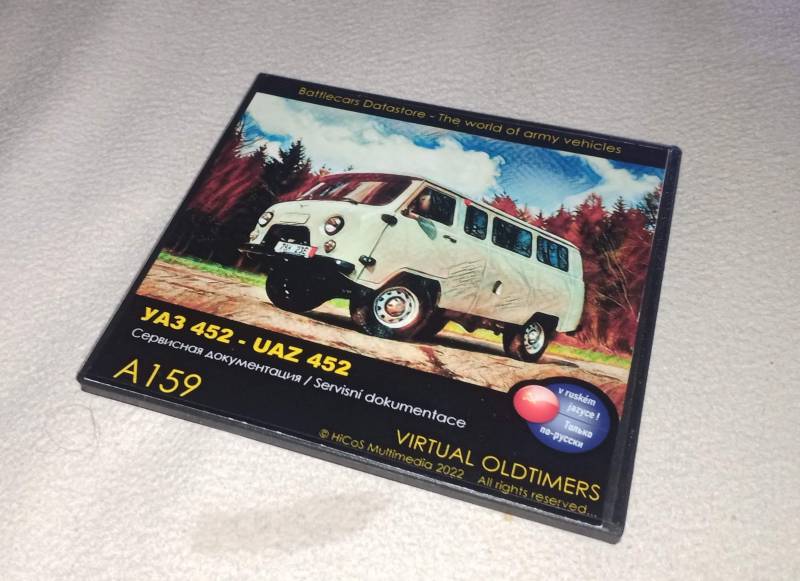 Battlecars Datastore - The world of army vehicles
УАЗ 452 - UAZ 452
Сервисная документация / Servisní dokumentace
A159
v ruském
jazyce !
Только
по-русски
VIRTUAL OLDTIMERS
© HiCoS Multimedia 2022 All rights reserved...